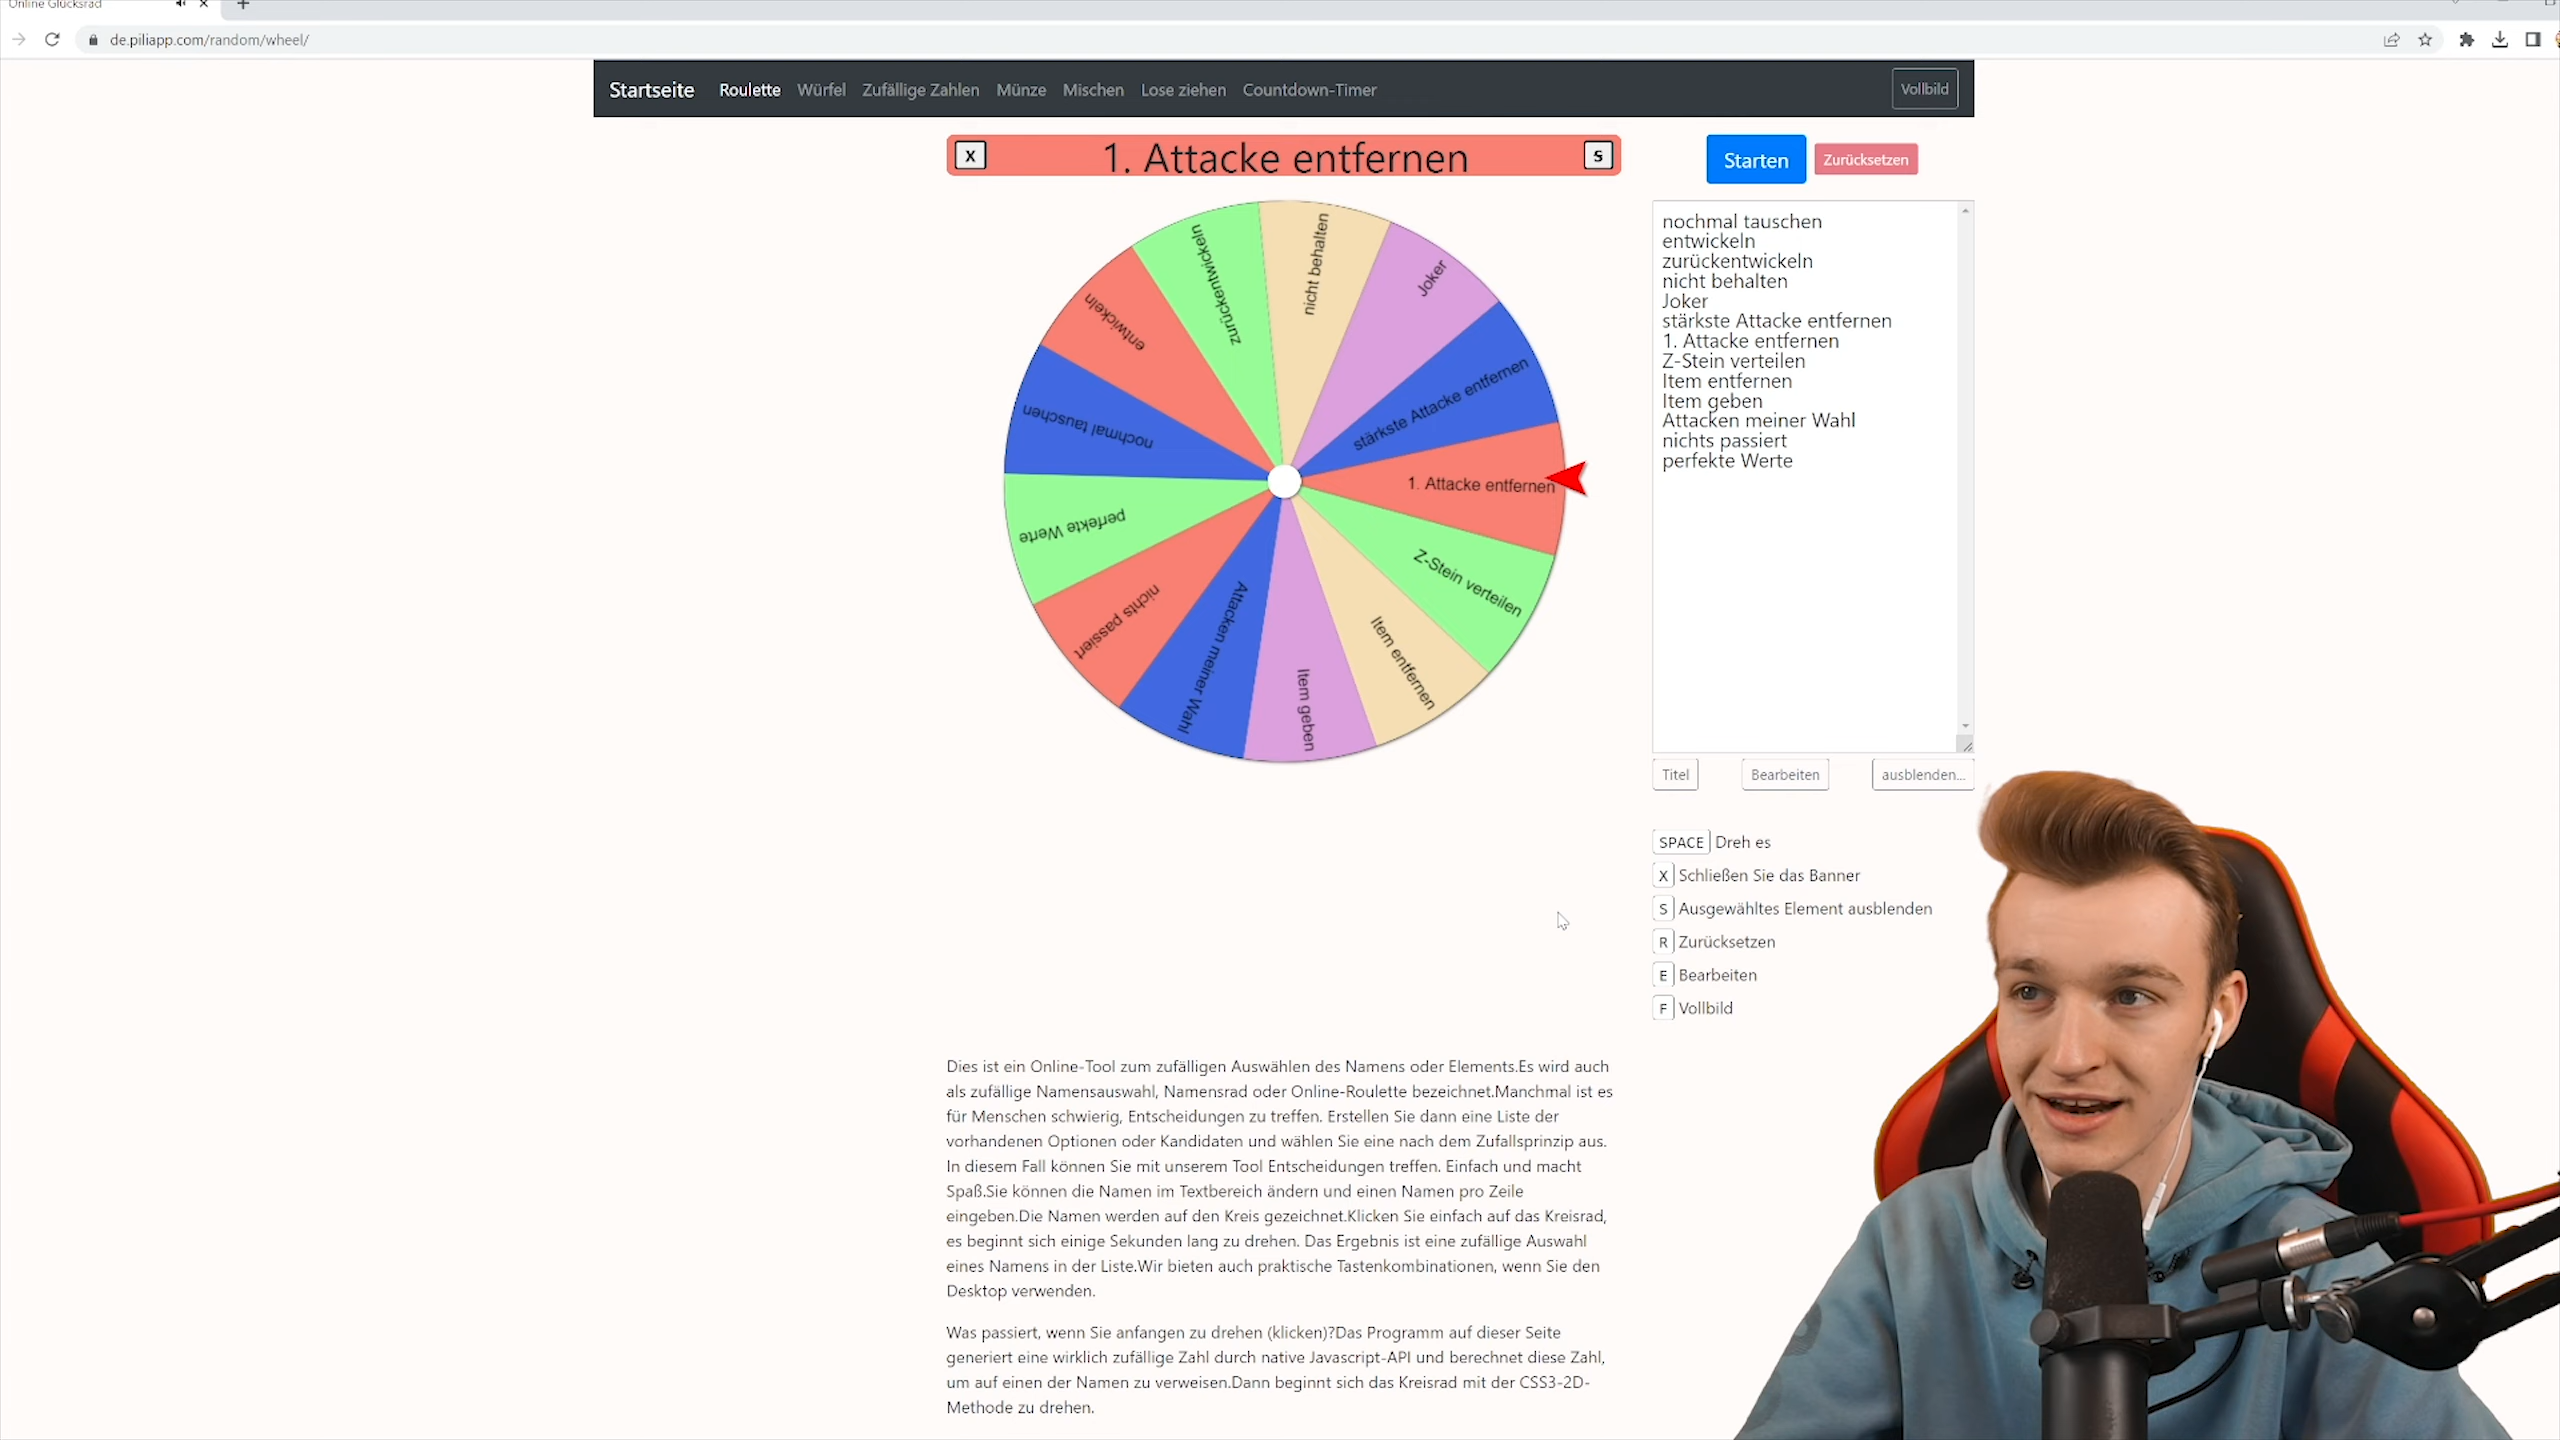 Online Glücksrad
de.piliapp.com/random/wheel/
Startseite Roulette Würfel Zufällige Zahlen Münze Mischen Lose ziehen Countdown-Timer Vollbild
X 1. Attacke entfernen S
Starten Zurücksetzen
nicht behalten
Joker
stärkste Attacke entfernen
1. Attacke entfernen
Z-Stein verteilen
Item entfernen
Item geben
Attacken meiner Wahl
nichts passiert
perfekte Werte
nochmal tauschen
entwickeln
zurückentwickeln
nochmal tauschen
entwickeln
zurückentwickeln
nicht behalten
Joker
stärkste Attacke entfernen
1. Attacke entfernen
Z-Stein verteilen
Item entfernen
Item geben
Attacken meiner Wahl
nichts passiert
perfekte Werte
Titel Bearbeiten ausblenden...
SPACE Dreh es
X Schließen Sie das Banner
S Ausgewähltes Element ausblenden
R Zurücksetzen
E Bearbeiten
F Vollbild
Dies ist ein Online-Tool zum zufälligen Auswählen des Namens oder Elements.Es wird auch
als zufällige Namensauswahl, Namensrad oder Online-Roulette bezeichnet.Manchmal ist es
für Menschen schwierig, Entscheidungen zu treffen. Erstellen Sie dann eine Liste der
vorhandenen Optionen oder Kandidaten und wählen Sie eine nach dem Zufallsprinzip aus.
In diesem Fall können Sie mit unserem Tool Entscheidungen treffen. Einfach und macht
Spaß.Sie können die Namen im Textbereich ändern und einen Namen pro Zeile
eingeben.Die Namen werden auf den Kreis gezeichnet.Klicken Sie einfach auf das Kreisrad,
es beginnt sich einige Sekunden lang zu drehen. Das Ergebnis ist eine zufällige Auswahl
eines Namens in der Liste.Wir bieten auch praktische Tastenkombinationen, wenn Sie den
Desktop verwenden.
Was passiert, wenn Sie anfangen zu drehen (klicken)?Das Programm auf dieser Seite
generiert eine wirklich zufällige Zahl durch native Javascript-API und berechnet diese Zahl,
um auf einen der Namen zu verweisen.Dann beginnt sich das Kreisrad mit der CSS3-2D-
Methode zu drehen.